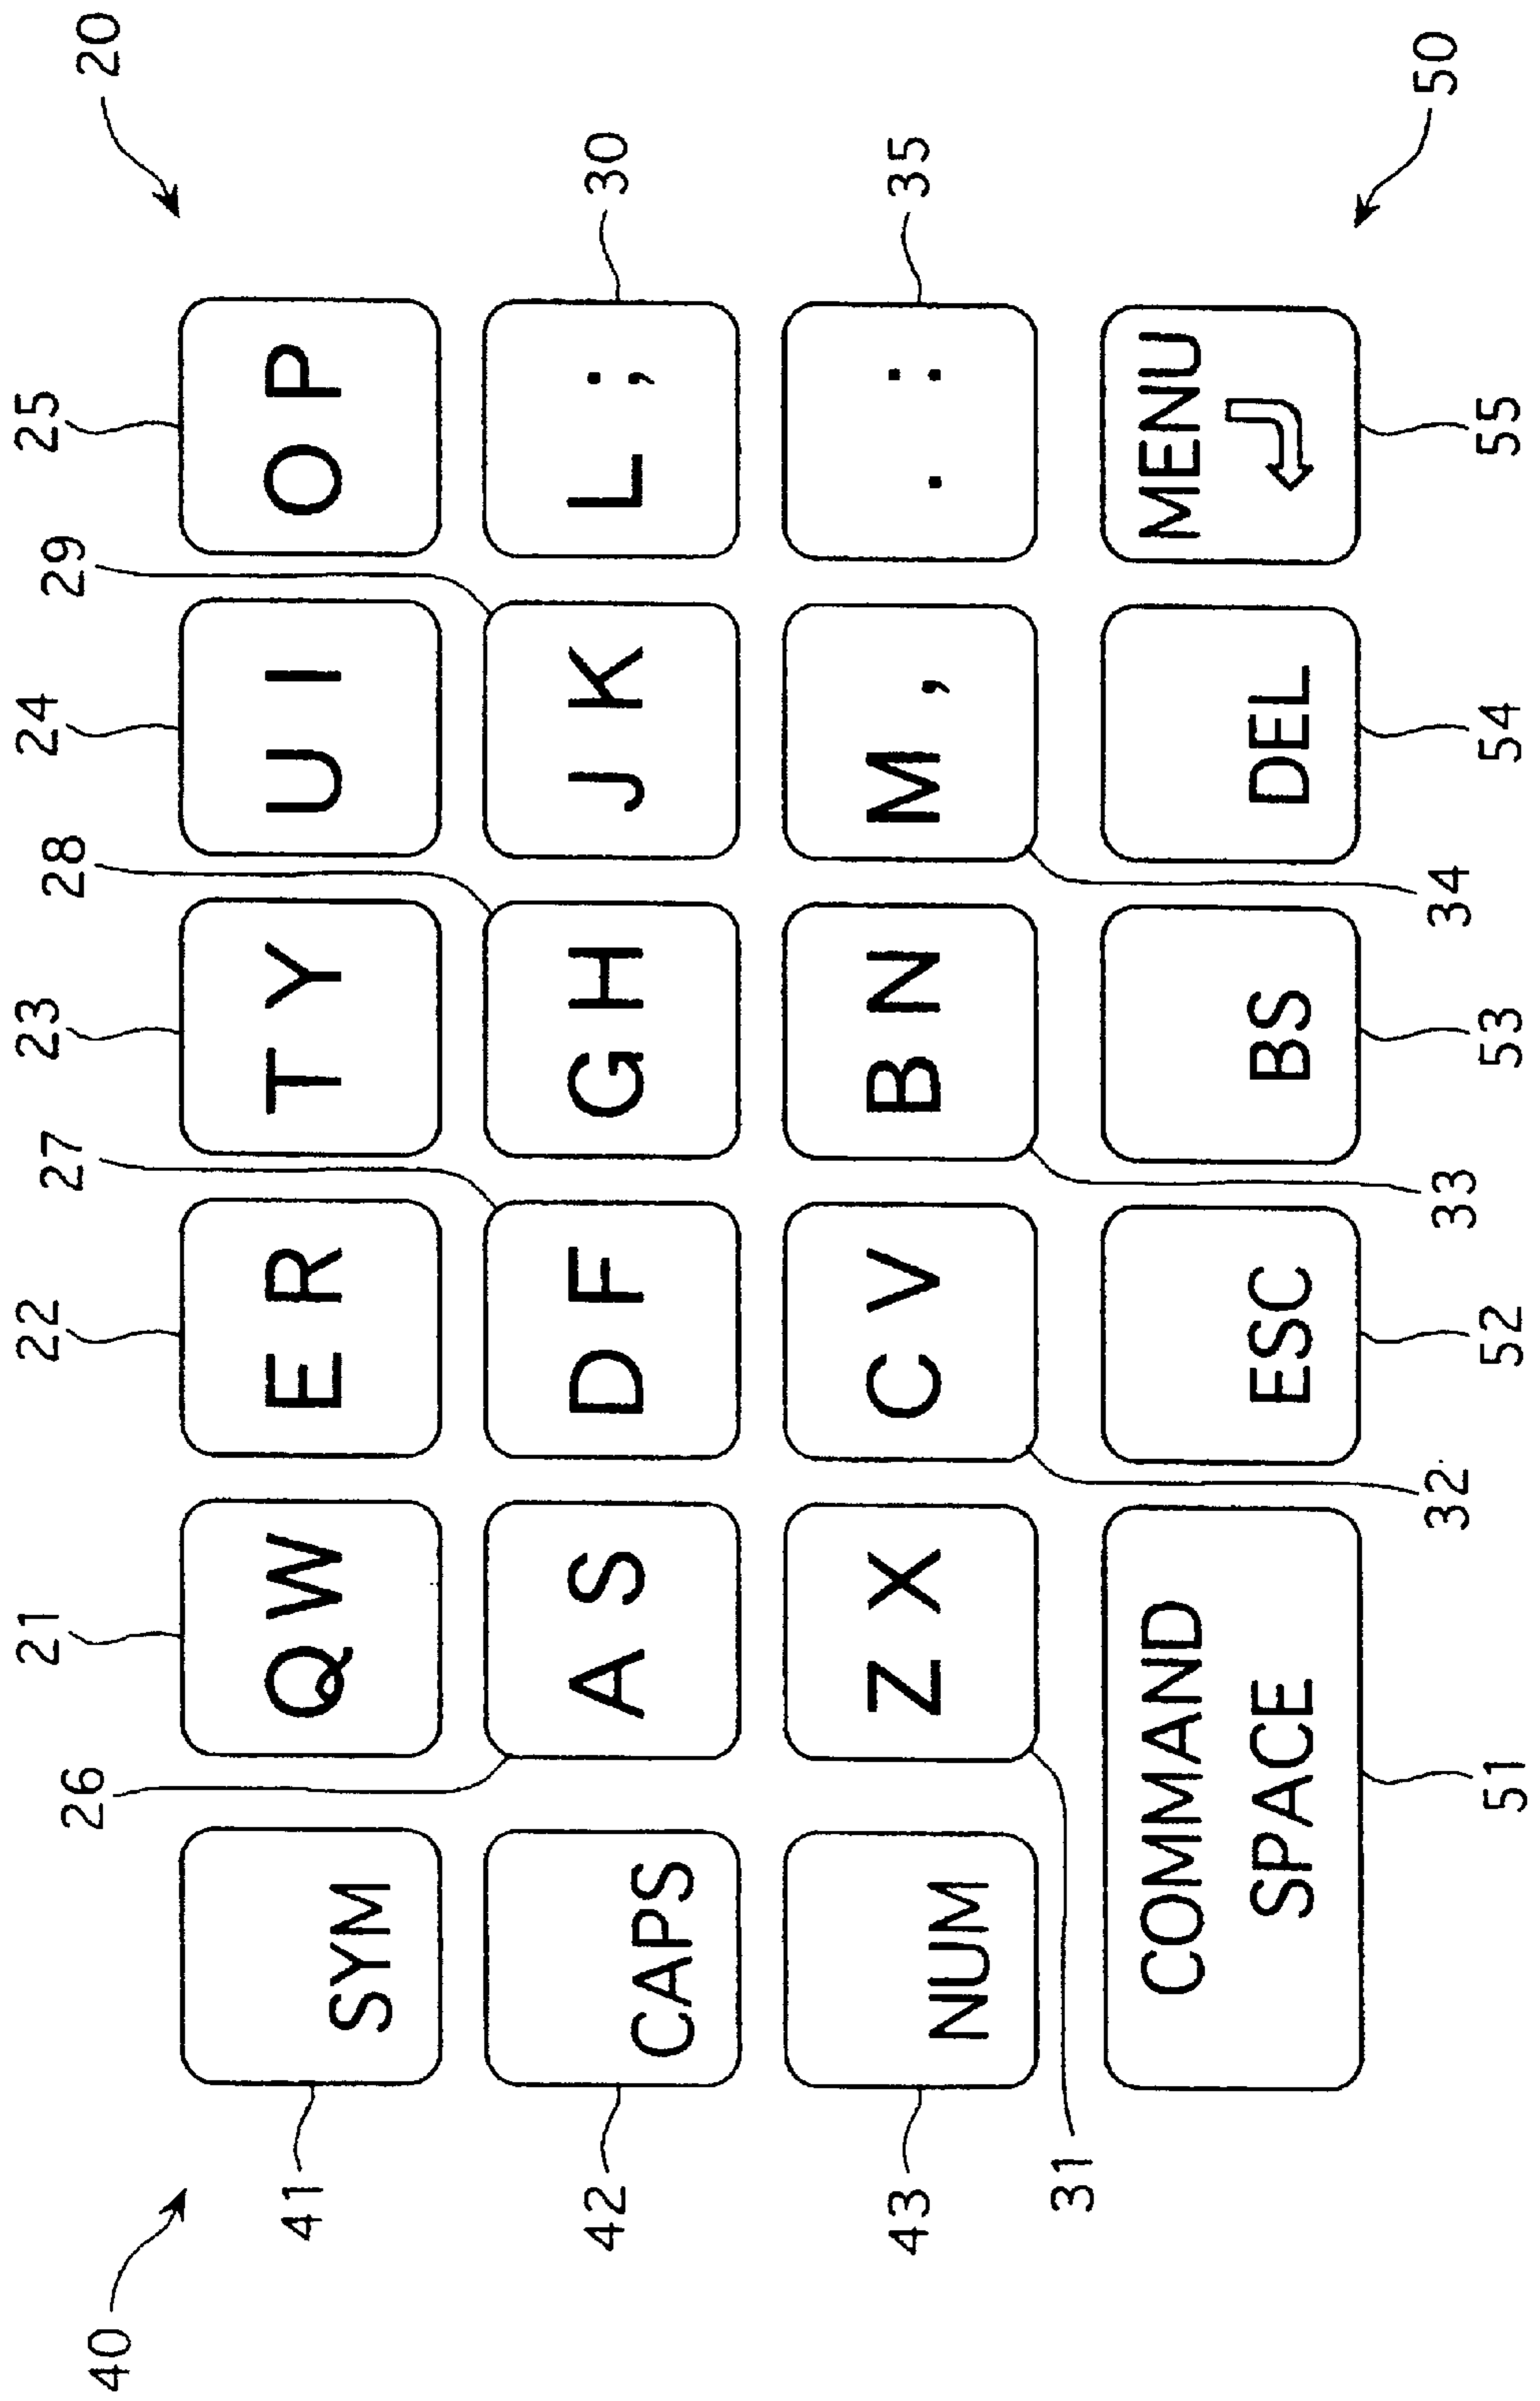 40
20
21
22
23
24
25
26
27
28
29
41
SYM
Q W
E R
T Y
U I
O P
42
CAPS
A S
D F
G H
J K
L ;
30
43
NUM
Z X
C V
B N
M ,
. :
35
31
COMMAND
SPACE
ESC
BS
DEL
MENU
32
33
34
50
51
52
53
54
55